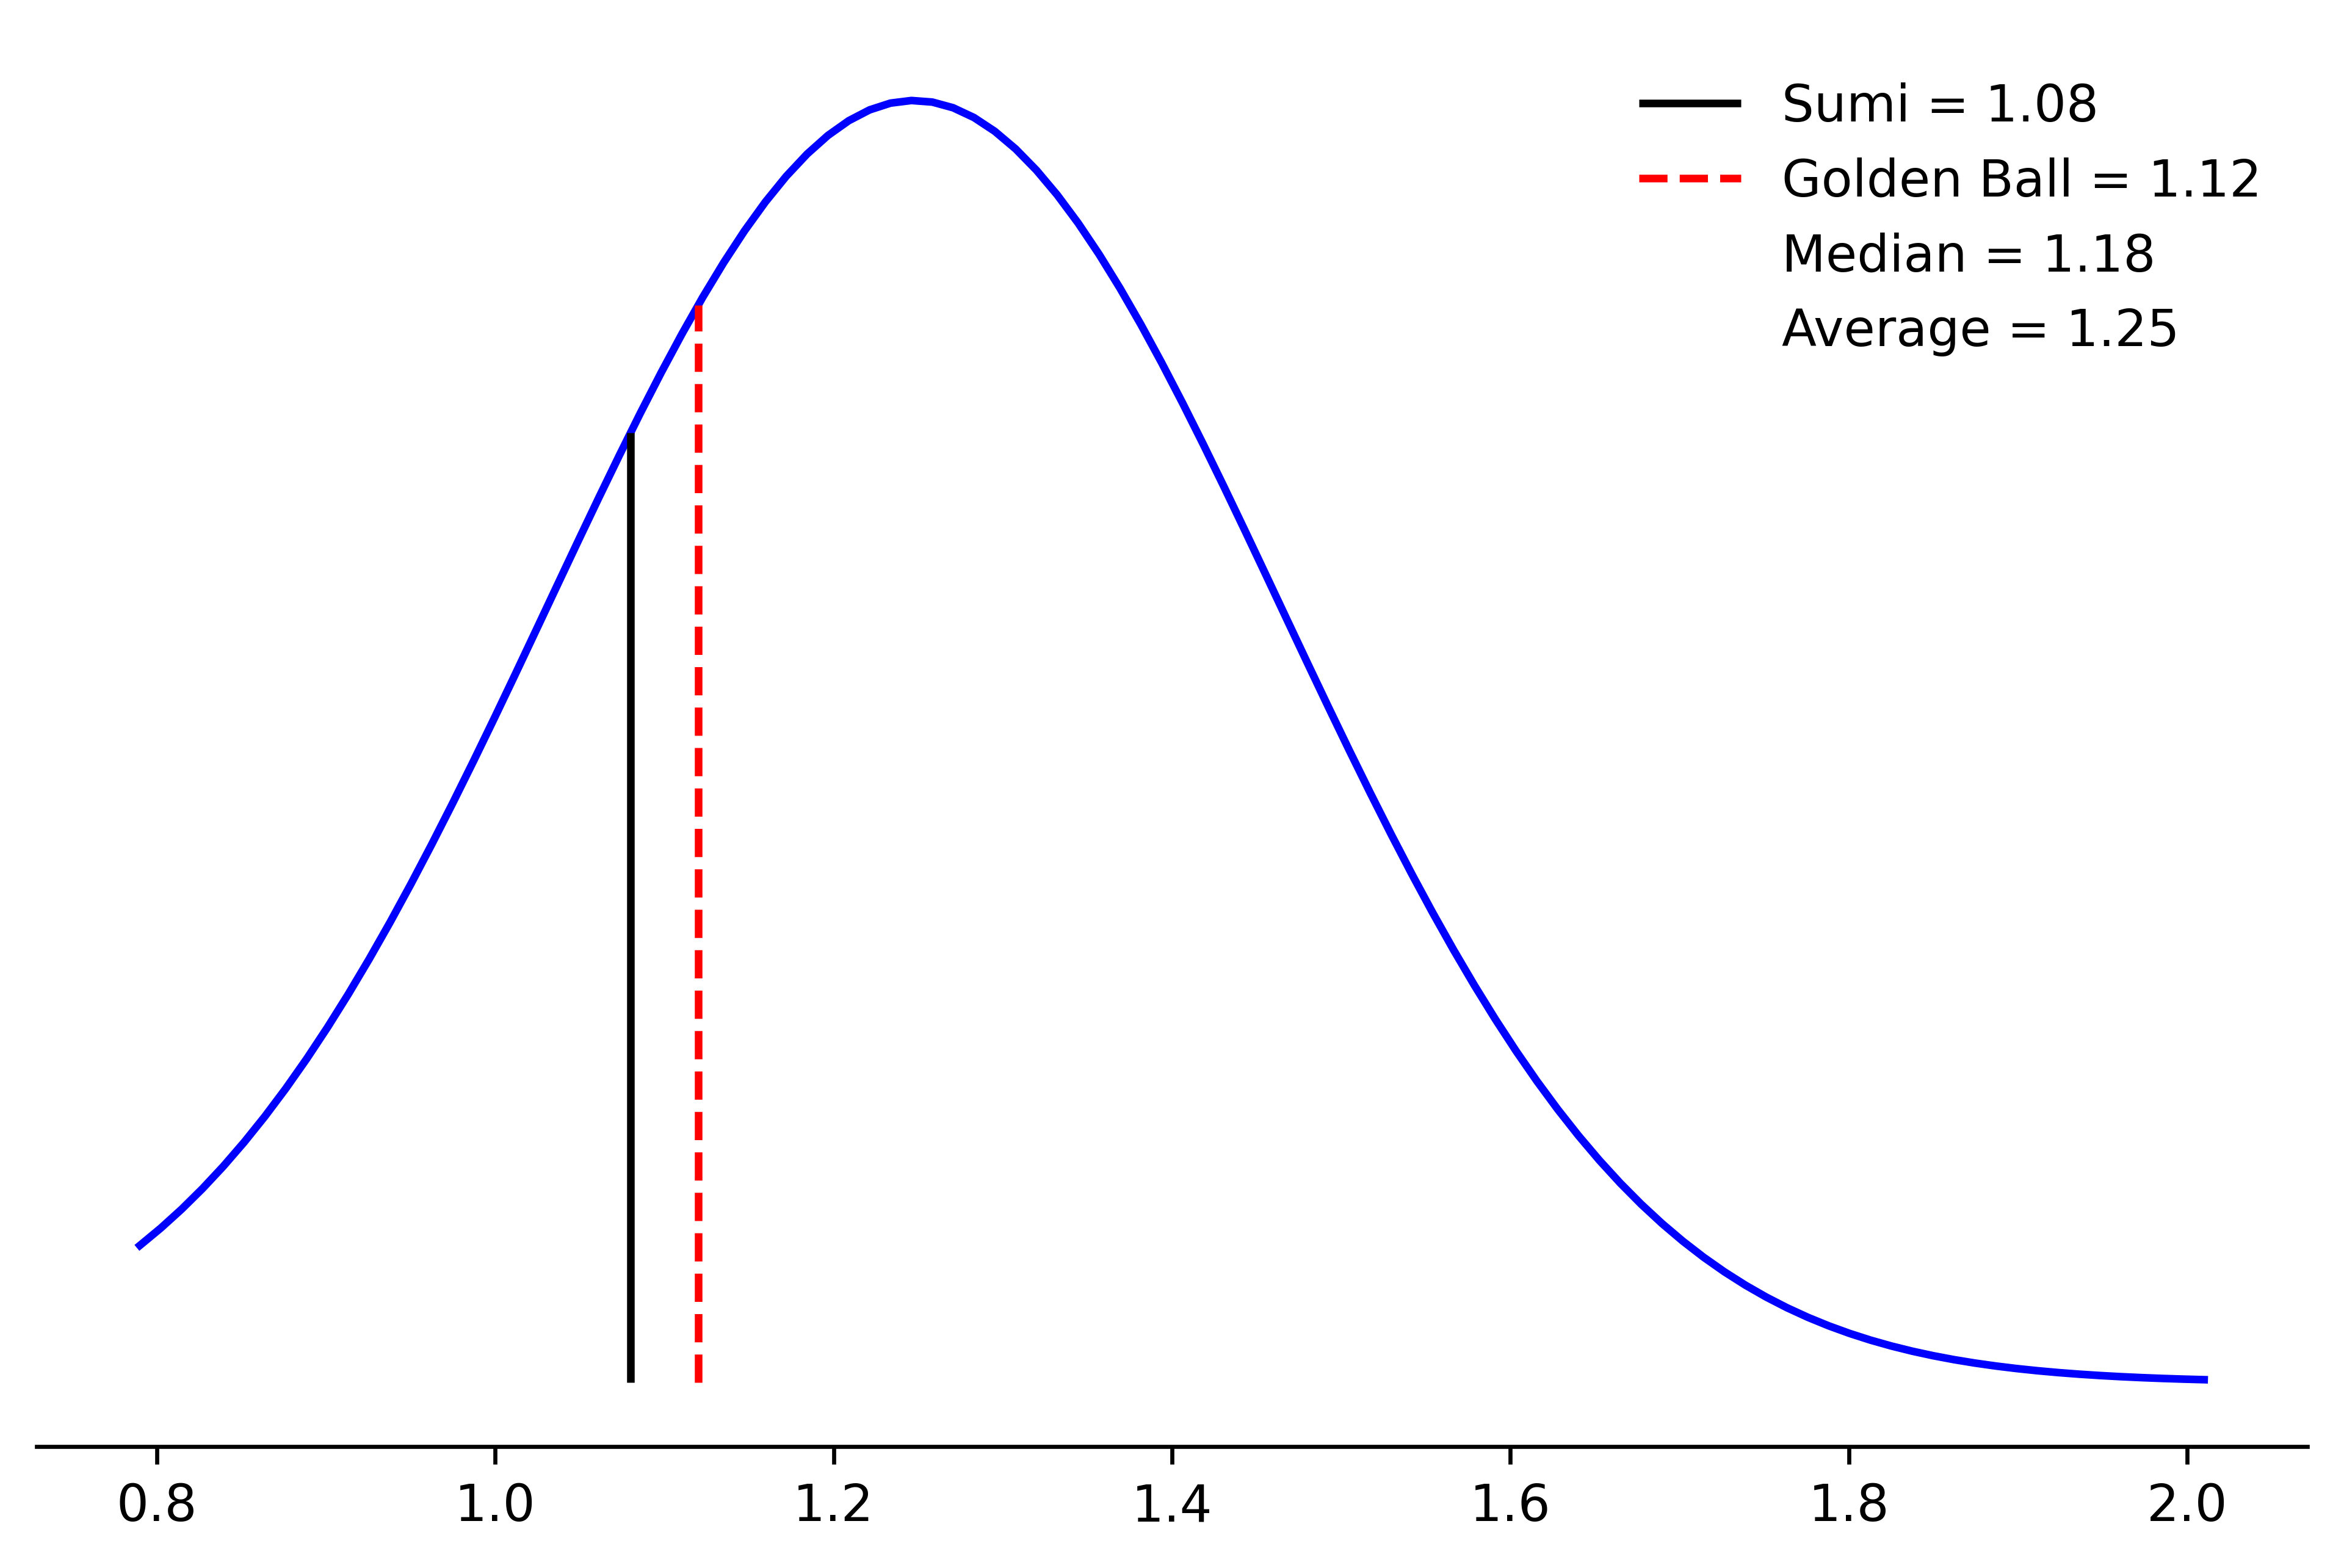 Sumi = 1.08
Golden Ball = 1.12
Median = 1.18
Average = 1.25
0.8 1.0 1.2 1.4 1.6 1.8 2.0